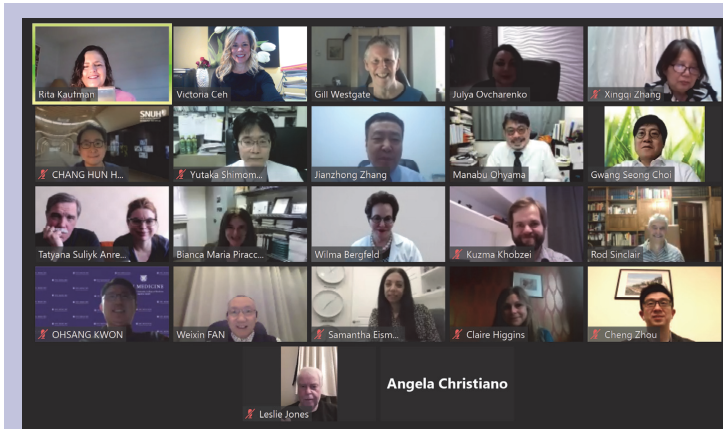 Rita Kautman
Victoria Ceh
Gill Westgate
Julya Ovcharenko
Xingqi Zhang
SNUH
CHANG HUN H...
Yutaka Shimom...
Jianzhong Zhang
Manabu Ohyama
Gwang Seong Choi
Tatyana Suliyk Anre...
Bianca Maria Piracc...
Wilma Bergfeld
Kuzma Khobzei
Rod Sinclair
MEDICINE
OHSANG KWON
Weixin FAN
Samantha Eism...
Claire Higgins
Cheng Zhou
Leslie Jones
Angela Christiano